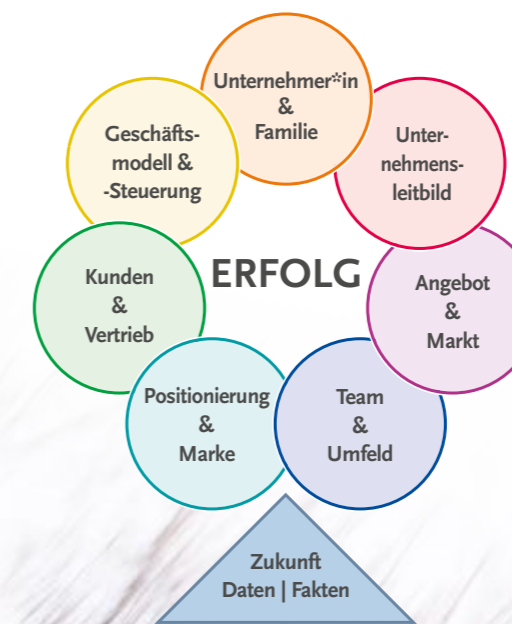 Unternehmer*in
&
Familie
Geschäfts-
modell &
-Steuerung
Unter-
nehmens-
leitbild
ERFOLG
Kunden
&
Vertrieb
Angebot
&
Markt
Positionierung
&
Marke
Team
&
Umfeld
Zukunft
Daten | Fakten